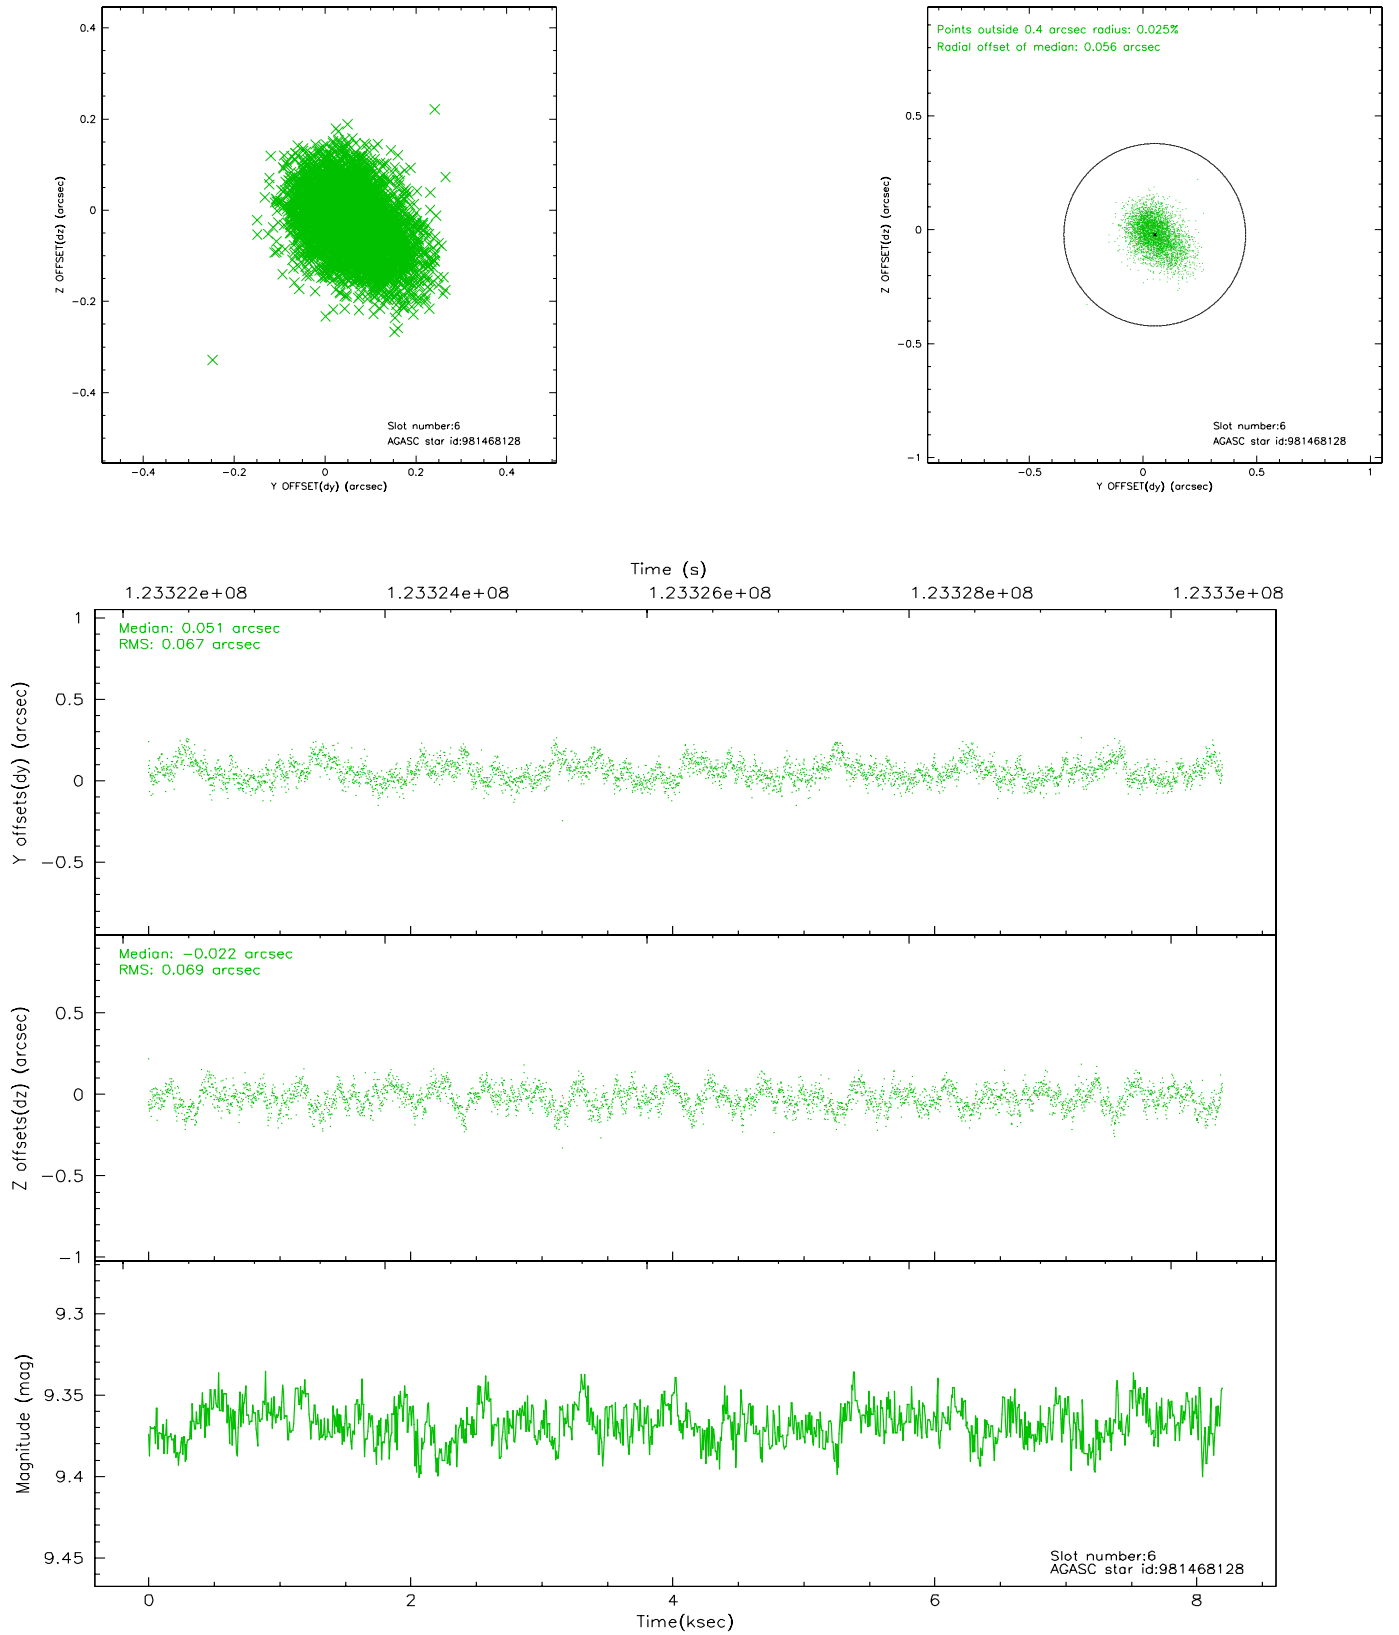 0.4
0.2
0
−0.2
−0.4
Z OFFSET(dz) (arcsec)
Slot number:6
AGASC star id:981468128
−0.4 −0.2 0 0.2 0.4
Y OFFSET(dy) (arcsec)
Points outside 0.4 arcsec radius: 0.025%
Radial offset of median: 0.056 arcsec
0.5
0
−0.5
−1
Z OFFSET(dz) (arcsec)
Slot number:6
AGASC star id:981468128
−0.5 0 0.5 1
Y OFFSET(dy) (arcsec)
Time (s)
1.23322e+08 1.23324e+08 1.23326e+08 1.23328e+08 1.2333e+08
Median: 0.051 arcsec
RMS: 0.067 arcsec
1
0.5
0
−0.5
Y offsets(dy) (arcsec)
Median: −0.022 arcsec
RMS: 0.069 arcsec
0.5
0
−0.5
−1
Z offsets(dz) (arcsec)
9.3
9.35
9.4
9.45
Magnitude (mag)
Slot number:6
AGASC star id:981468128
0 2 4 6 8
Time(ksec)